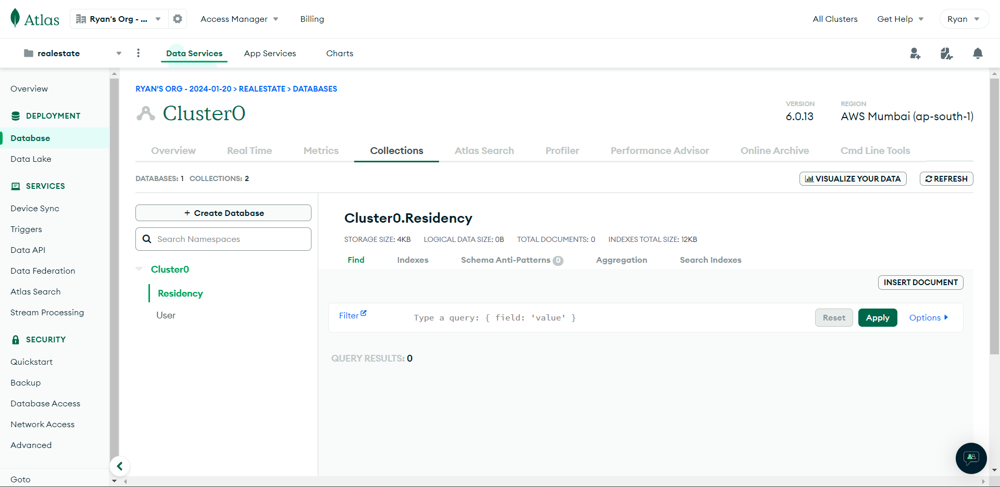 Atlas
Ryan's Org - ...
Access Manager
Billing
All Clusters
Get Help
Ryan
realestate
Data Services
App Services
Charts
Overview
DEPLOYMENT
Database
Data Lake
SERVICES
Device Sync
Triggers
Data API
Data Federation
Atlas Search
Stream Processing
SECURITY
Quickstart
Backup
Database Access
Network Access
Advanced
Goto
RYAN'S ORG - 2024-01-20 > REALESTATE > DATABASES
Cluster0
VERSION
6.0.13
REGION
AWS Mumbai (ap-south-1)
Overview
Real Time
Metrics
Collections
Atlas Search
Profiler
Performance Advisor
Online Archive
Cmd Line Tools
DATABASES: 1 COLLECTIONS: 2
VISUALIZE YOUR DATA
REFRESH
+ Create Database
Search Namespaces
Cluster0
Residency
User
Cluster0.Residency
STORAGE SIZE: 4KB LOGICAL DATA SIZE: 0B TOTAL DOCUMENTS: 0 INDEXES TOTAL SIZE: 12KB
Find
Indexes
Schema Anti-Patterns 0
Aggregation
Search Indexes
INSERT DOCUMENT
Filter
Type a query: { field: 'value' }
Reset
Apply
Options
QUERY RESULTS: 0